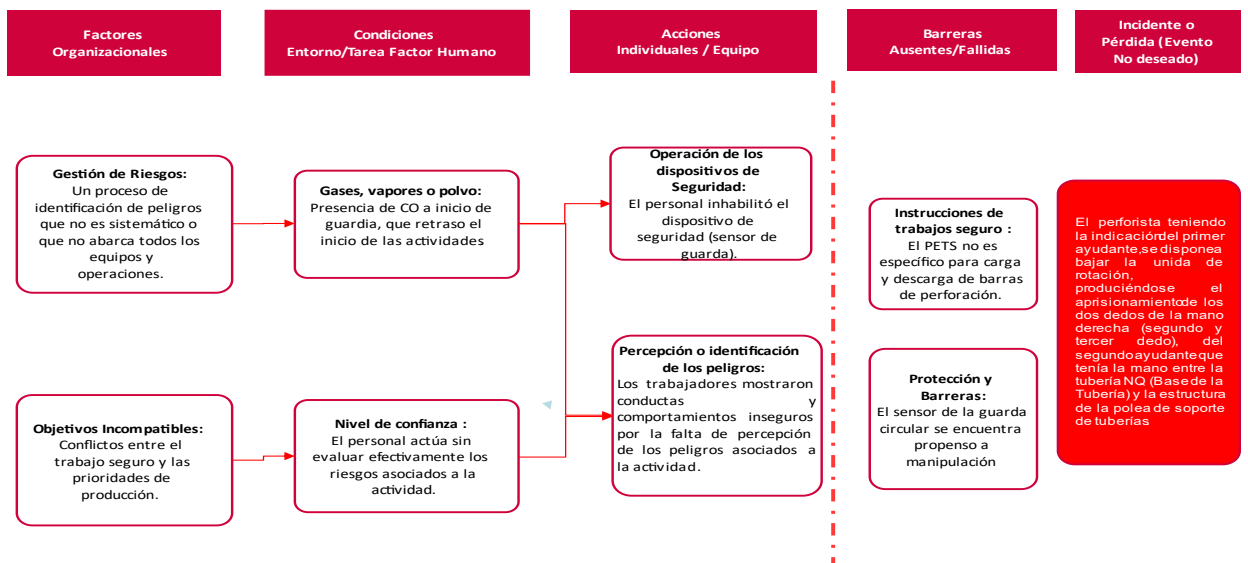 Factores
Organizacionales
Condiciones
Entorno/Tarea Factor Humano
Acciones
Individuales / Equipo
Barreras
Ausentes/Fallidas
Incidente o
Pérdida (Evento
No deseado)
Gestión de Riesgos:
Un proceso de
identificación de peligros
que no es sistemático o
que no abarca todos los
equipos y
operaciones.
Objetivos Incompatibles:
Conflictos entre el
trabajo seguro y las
prioridades de
producción.
Gases, vapores o polvo:
Presencia de CO a inicio de
guardia, que retraso el
inicio de las actividades
Nivel de confianza :
El personal actúa sin
evaluar efectivamente los
riesgos asociados a la
actividad.
Operación de los
dispositivos de
Seguridad:
El personal inhabilitó el
dispositivo de
seguridad (sensor de
guarda).
Percepción o identificación
de los peligros:
Los trabajadores mostraron
conductas y
comportamientos inseguros
por la falta de percepción
de los peligros asociados a
la actividad.
Instrucciones de
trabajos seguro :
El PETS no es
específico para carga
y descarga de barras
de perforación.
Protección y
Barreras:
El sensor de la guarda
circular se encuentra
propenso a
manipulación
El perforista teniendo
la indicación del primer
ayudante, se dispone a
bajar la unida de
rotación,
produciéndose el
aprisionamiento de los
dos dedos de la mano
derecha (segundo y
tercer dedo), del
segundo ayudante que
tenía la mano entre la
tubería NQ (Base de la
Tubería) y la estructura
de la polea de soporte
de tuberías